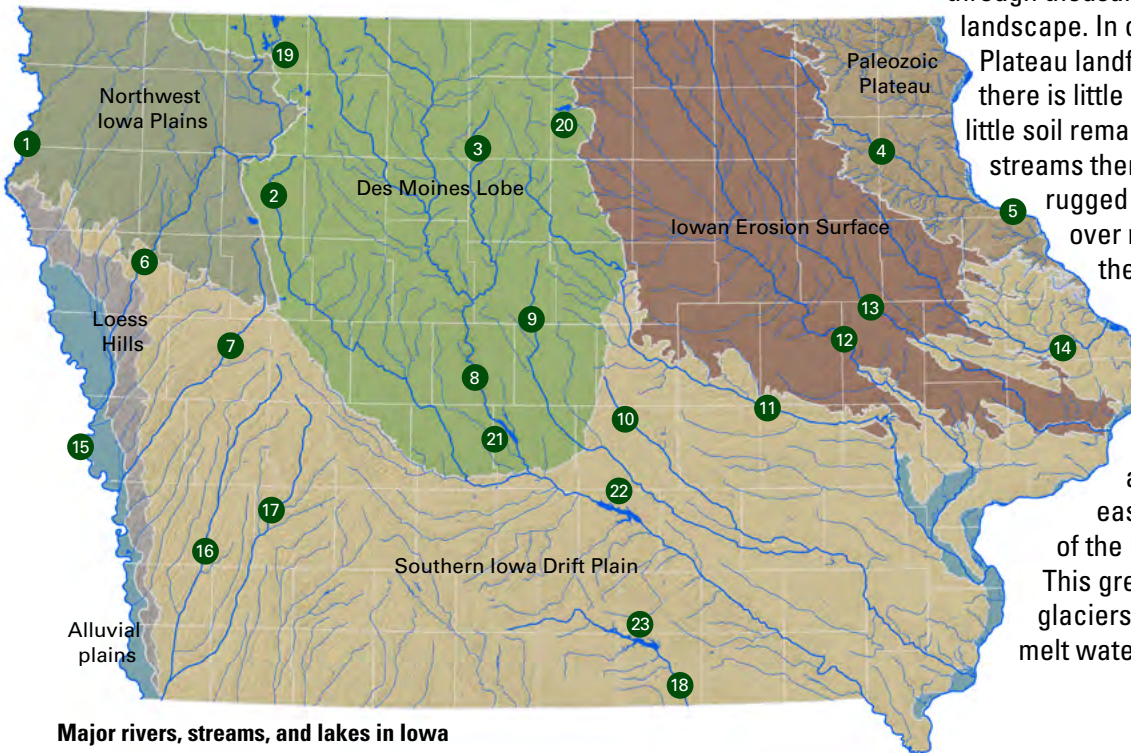 through
landscape. In c
Plateau landf
there is little
little soil rema
streams ther
rugged
over r
the
a
eas
of the
This gre
glaciers
melt wate
Paleozoic
Plateau
Northwest
Iowa Plains
Des Moines Lobe
Iowan Erosion Surface
Loess
Hills
Southern Iowa Drift Plain
Alluvial
plains
19
20
1
3
4
2
5
6
9
13
12
14
7
8
10
11
15
21
22
17
16
23
18
Major rivers, streams, and lakes in Iowa